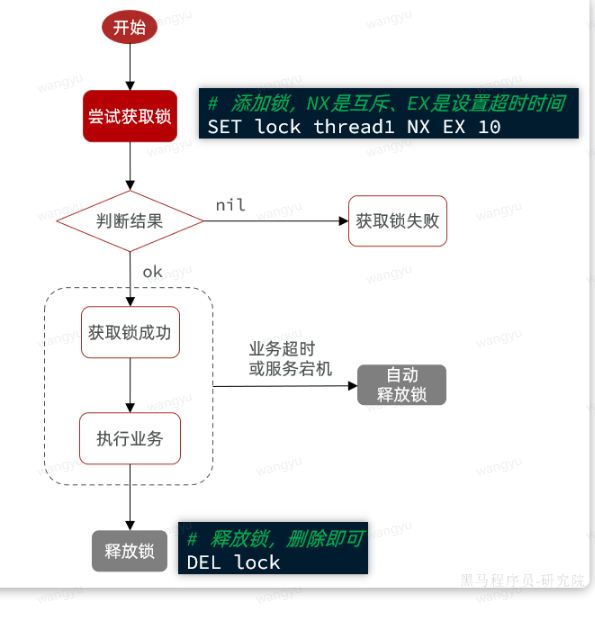 开始
尝试获取锁
# 添加锁，NX是互斥、EX是设置超时时间
SET lock thread1 NX EX 10
判断结果
nil
获取锁失败
ok
获取锁成功
业务超时
或服务宕机
自动
释放锁
执行业务
释放锁
# 释放锁，删除即可
DEL lock
黑马程序员-研究院
wangyu